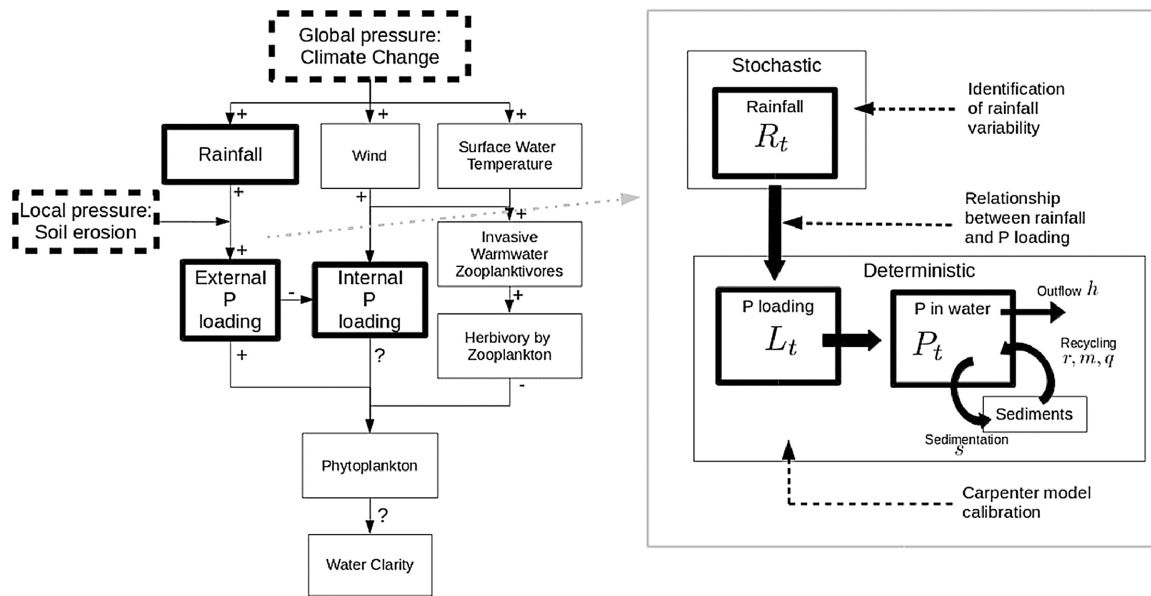 Global pressure:
Climate Change
+
+
+
Rainfall
Wind
Surface Water
Temperature
+
+
Local pressure:
Soil erosion
+
+
Invasive
Warmwater
Zooplanktivores
External
P
loading
-
Internal
P
loading
+
Herbivory by
Zooplankton
+
?
-
Phytoplankton
?
Water Clarity
Stochastic
Rainfall
R_t
Identification
of rainfall
variability
Relationship
between rainfall
and P loading
Deterministic
P loading
L_t
P in water
P_t
Outflow h
Recycling
r, m, q
Sediments
Sedimentation
s
Carpenter model
calibration